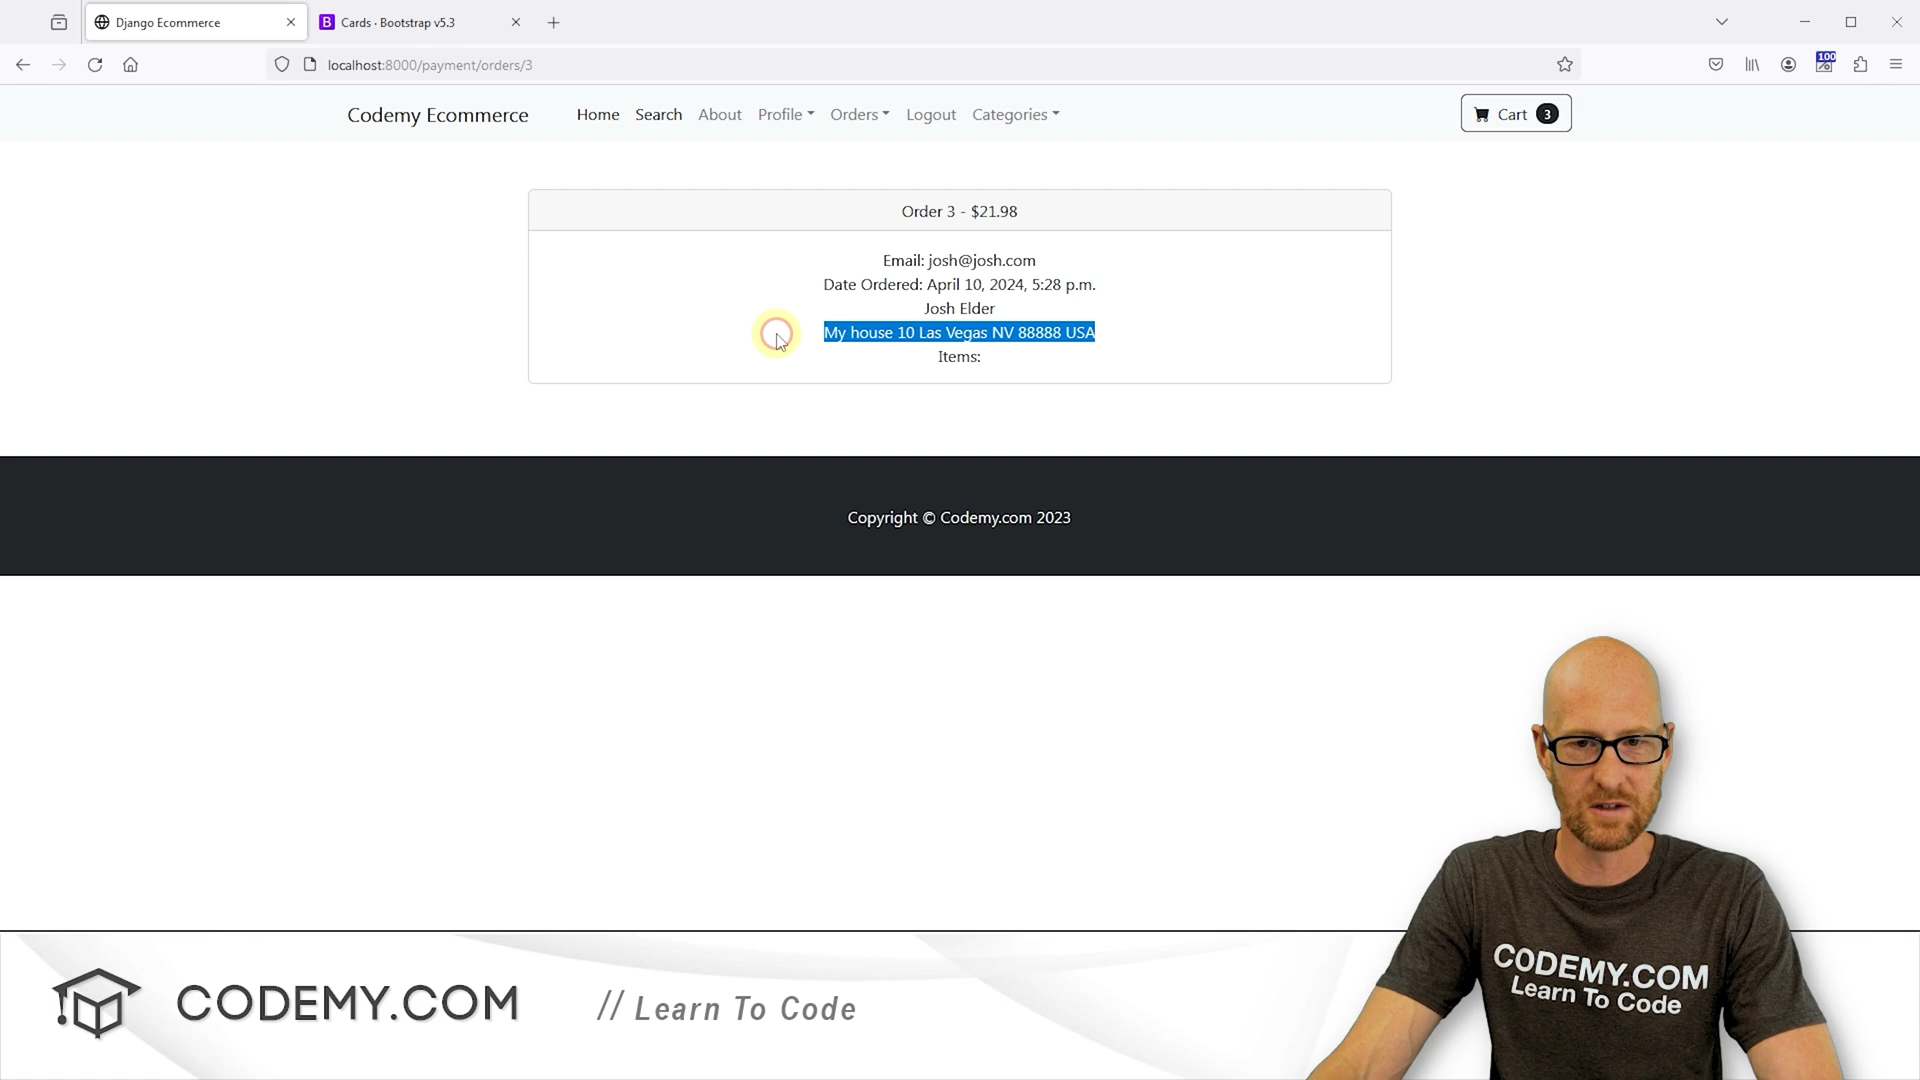 Django Ecommerce
Cards · Bootstrap v5.3
localhost:8000/payment/orders/3
100
Codemy Ecommerce Home Search About Profile Orders Logout Categories Cart 3
Order 3 - $21.98
Email: josh@josh.com
Date Ordered: April 10, 2024, 5:28 p.m.
Josh Elder
My house 10 Las Vegas NV 88888 USA
Items:
Copyright © Codemy.com 2023
CODEMY.COM // Learn To Code
CODEMY.COM
Learn To Code